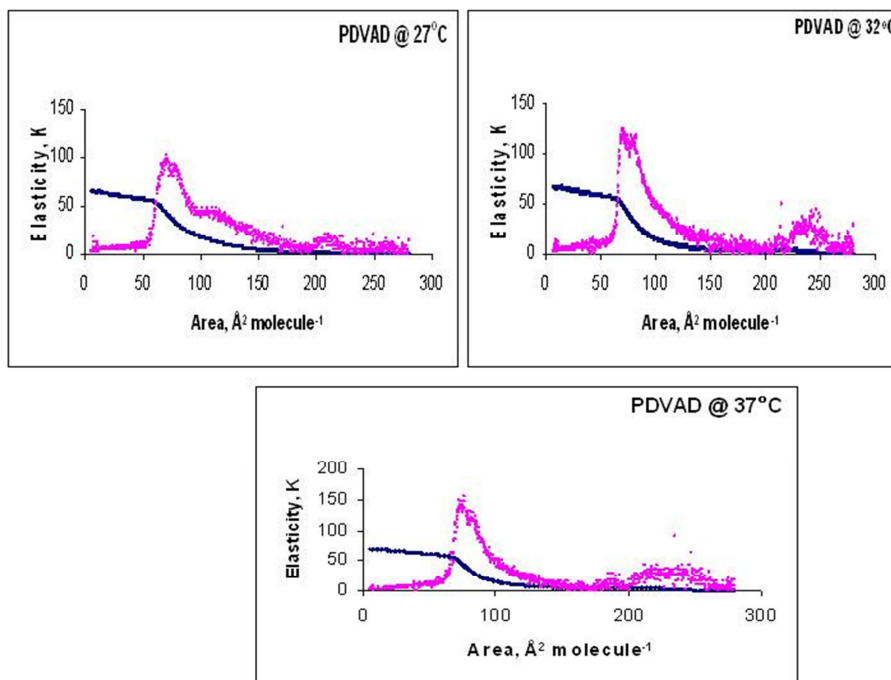 PDVAD @ 27°C
150
100
50
0
Elasticity, K
0 50 100 150 200 250 300
Area, Å² molecule⁻¹
PDVAD @ 32°C
150
100
50
0
Elasticity, K
0 50 100 150 200 250 300
Area, Å² molecule⁻¹
PDVAD @ 37°C
200
150
100
50
0
Elasticity, K
0 100 200 300
Area, Å² molecule⁻¹